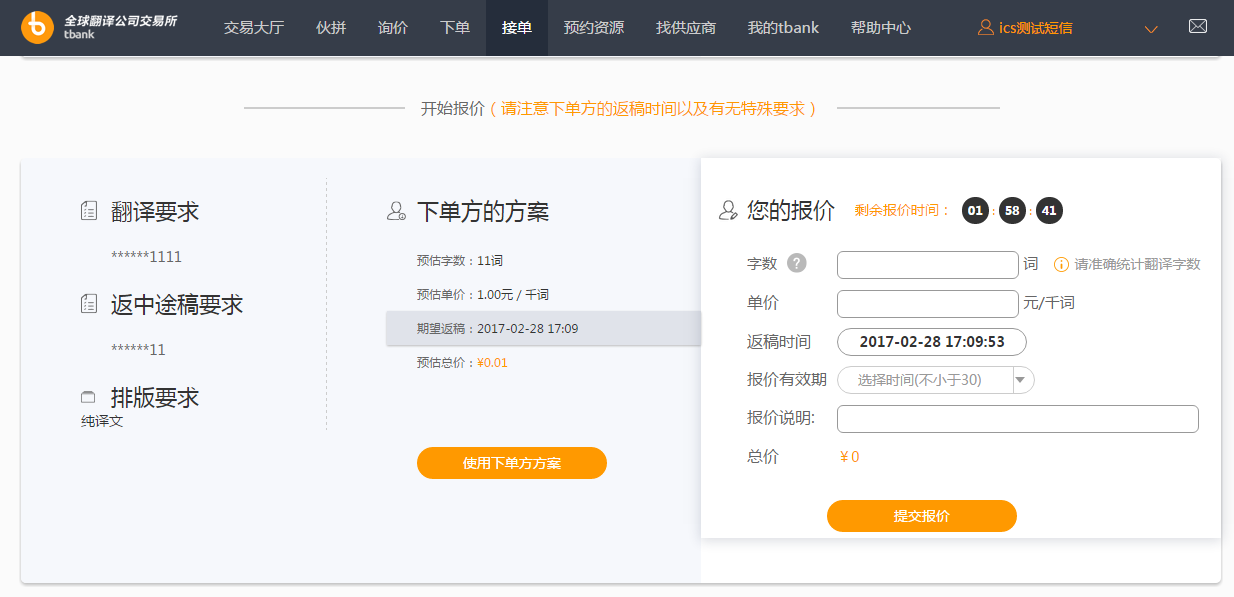 全球翻译公司交易所
tbank
交易大厅 伙拼 询价 下单 接单 预约资源 找供应商 我的tbank 帮助中心 ics测试短信
开始报价（请注意下单方的返稿时间以及有无特殊要求）
翻译要求
******1111
返中途稿要求
******11
排版要求
纯译文
下单方的方案
预估字数：11词
预估单价：1.00元 / 千词
期望返稿：2017-02-28 17:09
预估总价：¥0.01
使用下单方方案
您的报价 剩余报价时间： 01 : 58 : 41
字数 ? 词 请准确统计翻译字数
单价 元/千词
返稿时间 2017-02-28 17:09:53
报价有效期 选择时间(不小于30)
报价说明:
总价 ¥0
提交报价